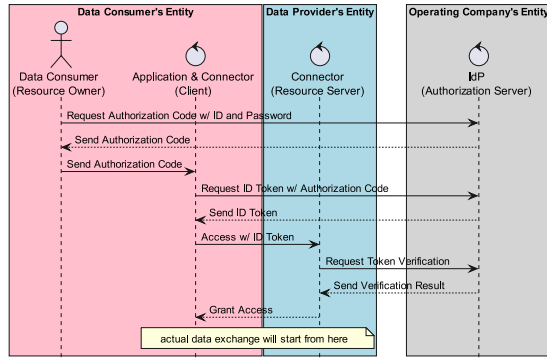 Data Consumer's Entity
Data Provider's Entity
Operating Company's Entity
Data Consumer
(Resource Owner)
Application & Connector
(Client)
Connector
(Resource Server)
IdP
(Authorization Server)
Request Authorization Code w/ ID and Password
Send Authorization Code
Send Authorization Code
Request ID Token w/ Authorization Code
Send ID Token
Access w/ ID Token
Request Token Verification
Send Verification Result
Grant Access
actual data exchange will start from here